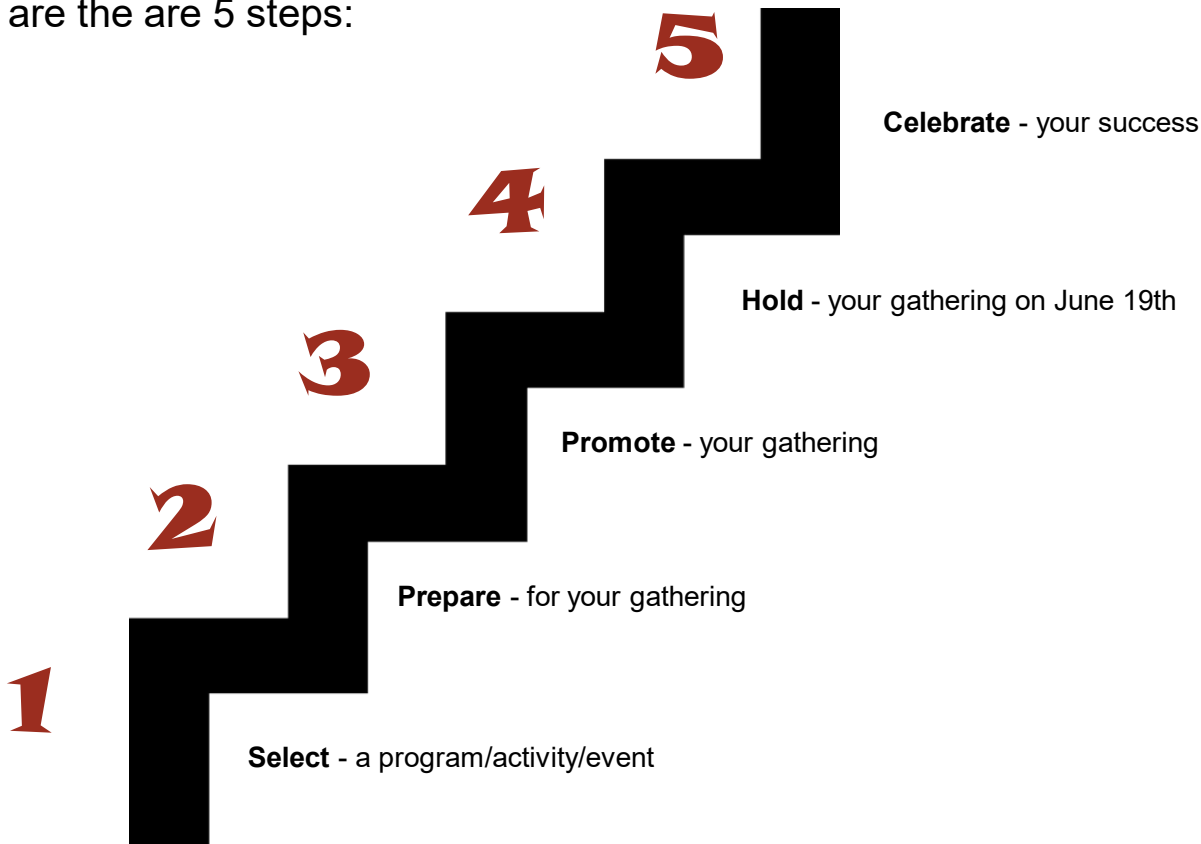 are the are 5 steps:
5
Celebrate - your success
4
Hold - your gathering on June 19th
3
Promote - your gathering
2
Prepare - for your gathering
1
Select - a program/activity/event